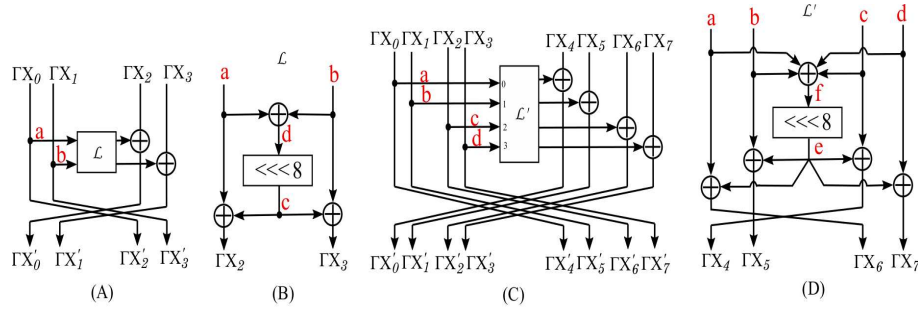 ΓX₀ ΓX₁ ΓX₂ ΓX₃
a
b
ℒ
ΓX′₀ ΓX′₁ ΓX′₂ ΓX′₃
(A)
ℒ
a b
d
<<<8
c
ΓX₂ ΓX₃
(B)
ΓX₀ ΓX₁ ΓX₂ ΓX₃ ΓX₄ ΓX₅ ΓX₆ ΓX₇
a 0
b 1
ℒ′
c 2
d 3
ΓX′₀ ΓX′₁ ΓX′₂ ΓX′₃ ΓX′₄ ΓX′₅ ΓX′₆ ΓX′₇
(C)
ℒ′
a b c d
f
<<<8
e
ΓX₄ ΓX₅ ΓX₆ ΓX₇
(D)